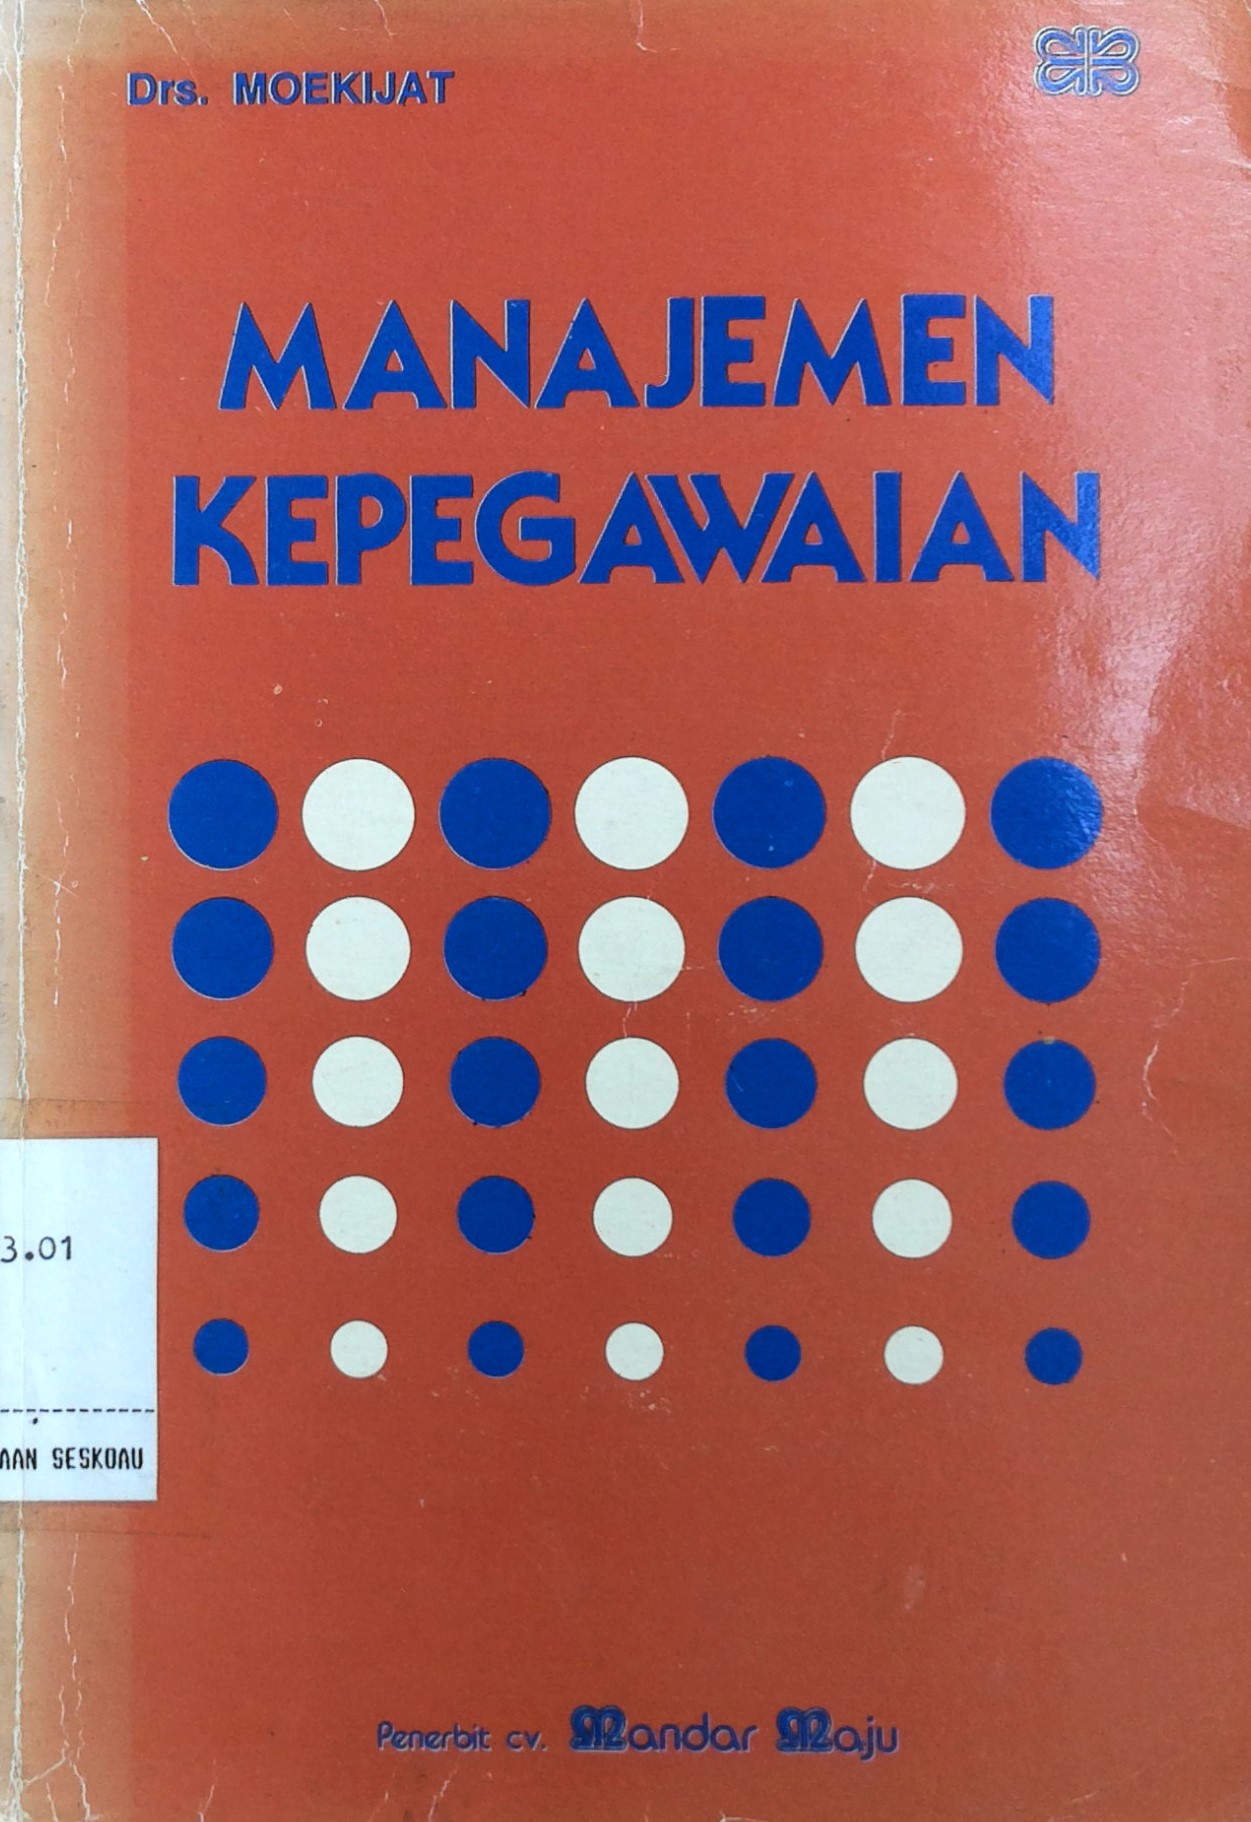 Drs. MOEKIJAT
MANAJEMEN
KEPEGAWAIAN
3.01
AAN SESKOAU
Penerbit cv. Mandar Maju